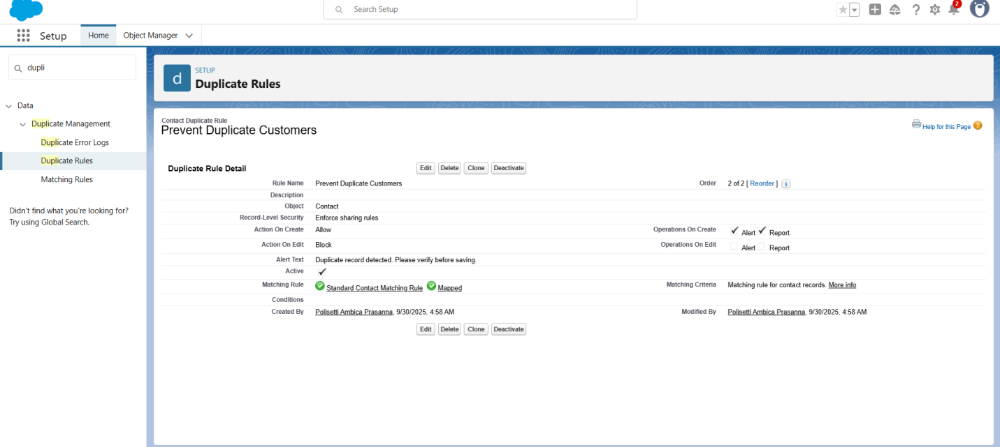 Search Setup
2
Setup
Home
Object Manager
dupli
Data
Duplicate Management
Duplicate Error Logs
Duplicate Rules
Matching Rules
Didn't find what you're looking for?
Try using Global Search.
d
SETUP
Duplicate Rules
Contact Duplicate Rule
Prevent Duplicate Customers
Help for this Page ?
Duplicate Rule Detail Edit Delete Clone Deactivate
Rule Name Prevent Duplicate Customers Order 2 of 2 [ Reorder ] i
Description
Object Contact
Record-Level Security Enforce sharing rules
Action On Create Allow Operations On Create Alert Report
Action On Edit Block Operations On Edit Alert Report
Alert Text Duplicate record detected. Please verify before saving.
Active
Matching Rule Standard Contact Matching Rule Mapped Matching Criteria Matching rule for contact records. More info
Conditions
Created By Polisetti Ambica Prasanna, 9/30/2025, 4:58 AM Modified By Polisetti Ambica Prasanna, 9/30/2025, 4:58 AM
Edit Delete Clone Deactivate